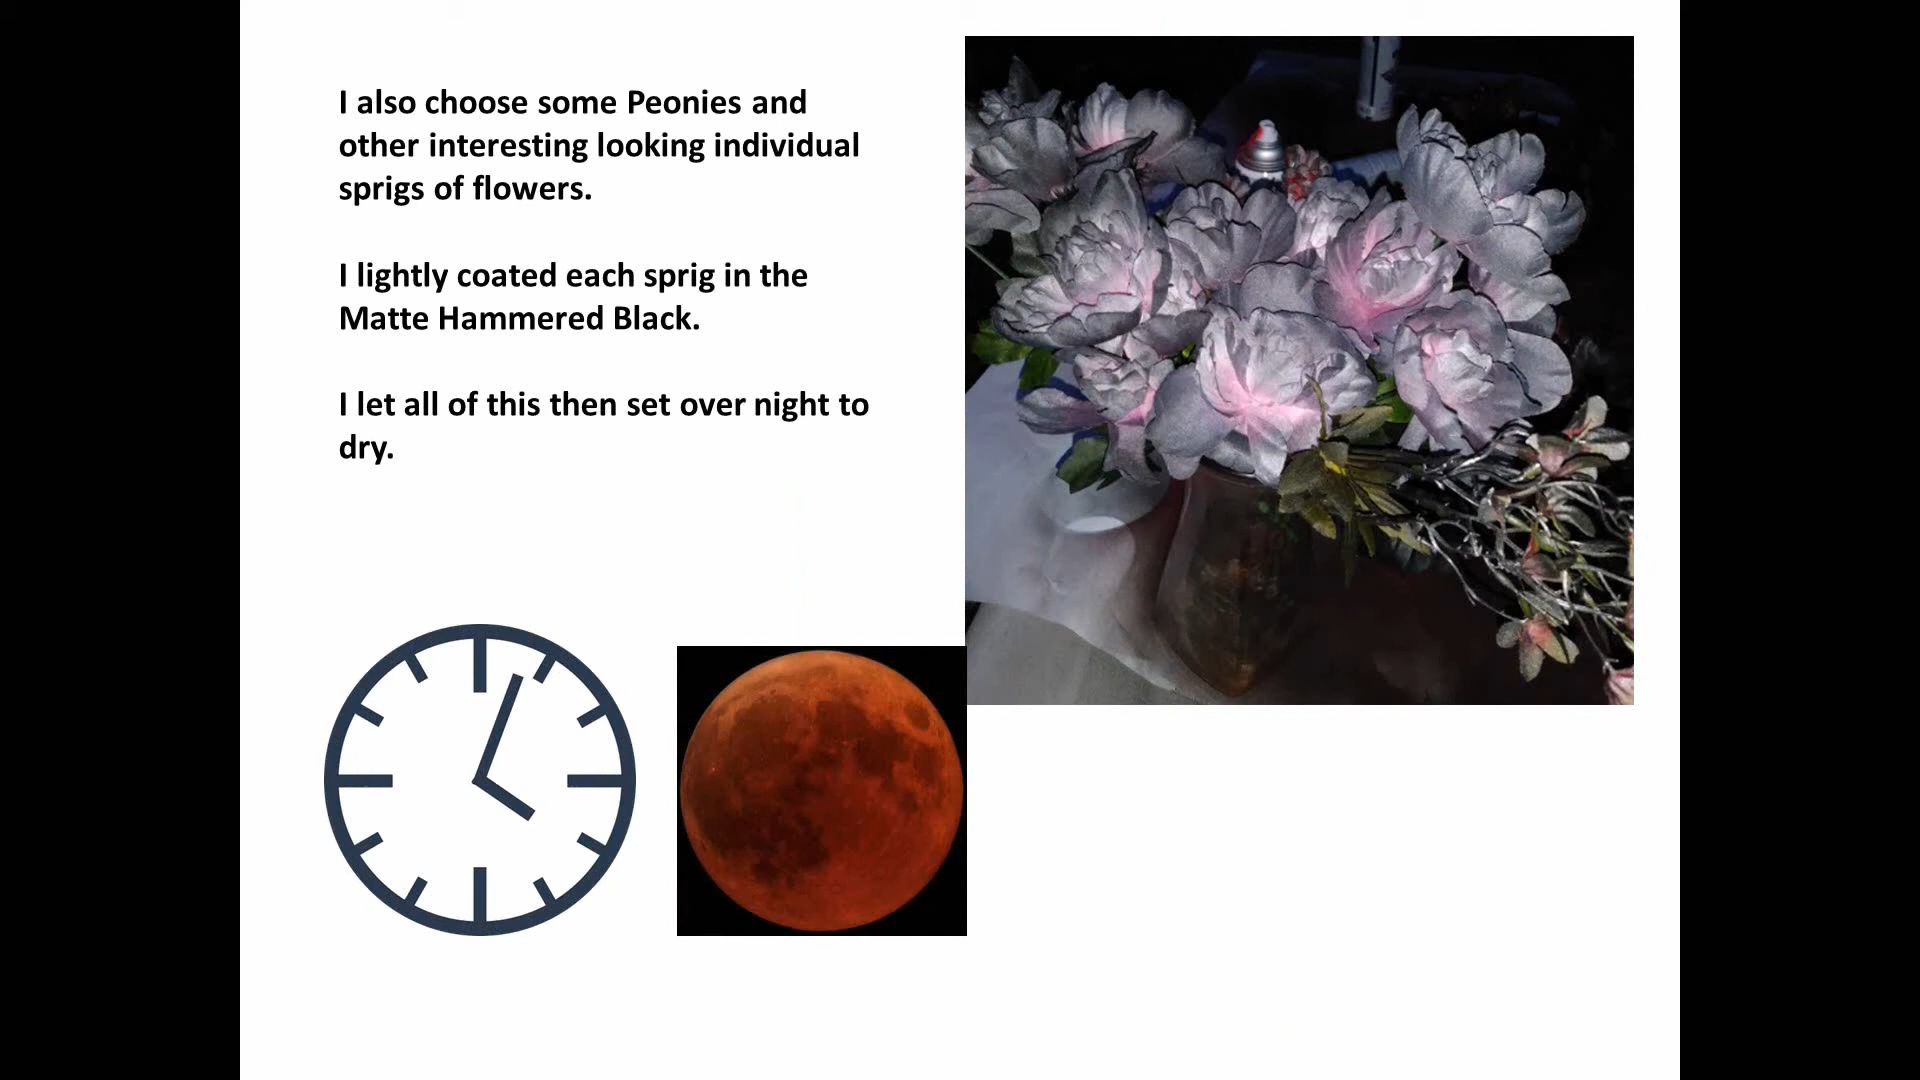 I also choose some Peonies and
other interesting looking individual
sprigs of flowers.
I lightly coated each sprig in the
Matte Hammered Black.
I let all of this then set over night to
dry.